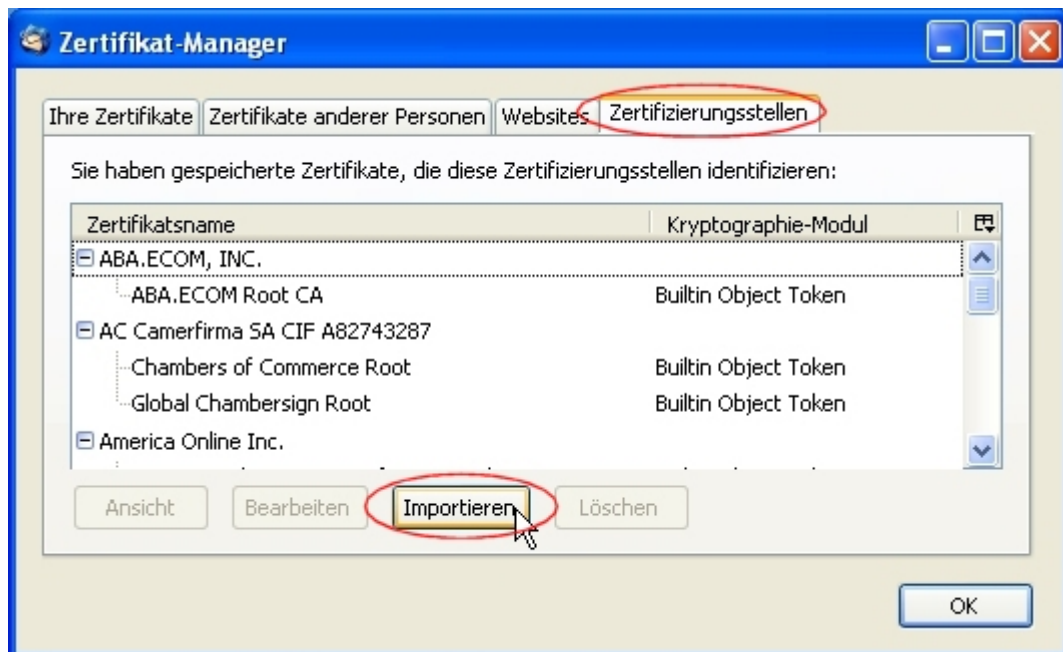 Zertifikat-Manager
Ihre Zertifikate Zertifikate anderer Personen Websites Zertifizierungsstellen
Sie haben gespeicherte Zertifikate, die diese Zertifizierungsstellen identifizieren:
Zertifikatsname Kryptographie-Modul
ABA.ECOM, INC.
ABA.ECOM Root CA Builtin Object Token
AC Camerfirma SA CIF A82743287
Chambers of Commerce Root Builtin Object Token
Global Chambersign Root Builtin Object Token
America Online Inc.
Ansicht Bearbeiten Importieren Löschen
OK